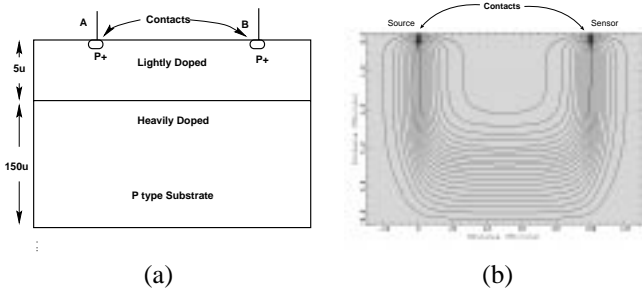 A
Contacts
B
P+
P+
5u
Lightly Doped
Heavily Doped
150u
P type Substrate
(a)
Contacts
Source
Sensor
(b)